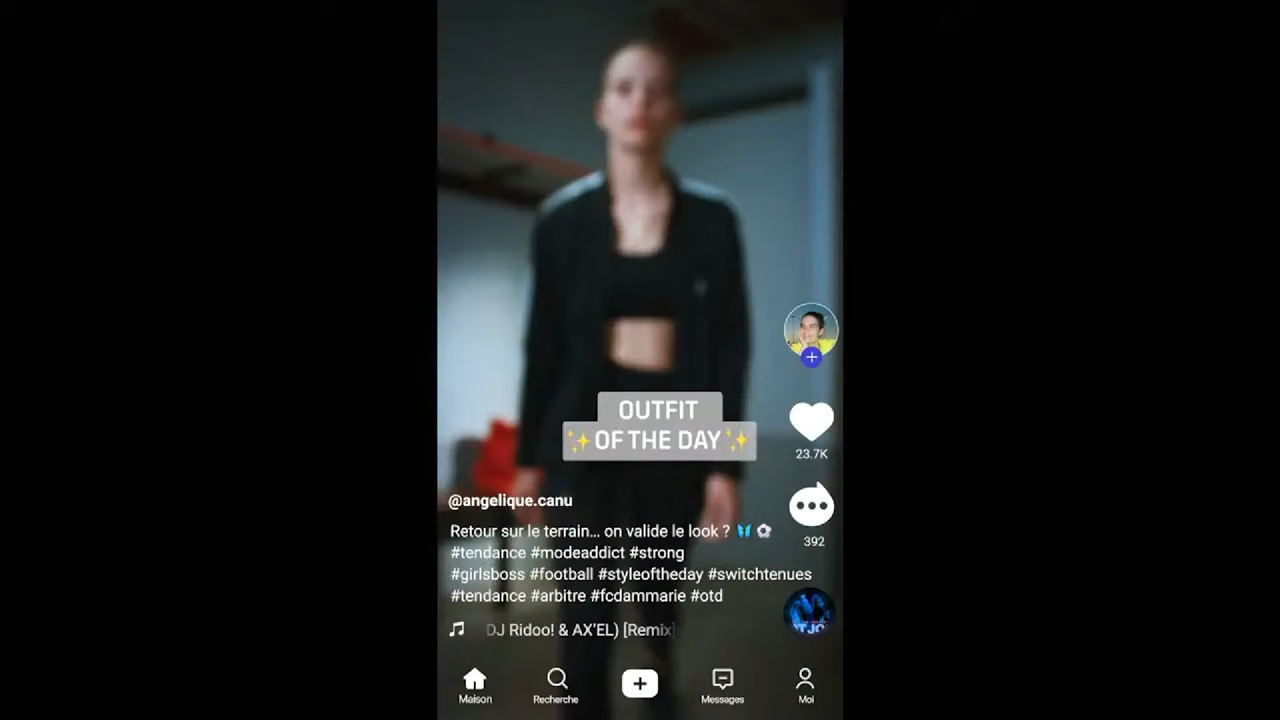 OUTFIT
✨OF THE DAY✨
23.7K
392
@angelique.canu
Retour sur le terrain... on valide le look ? 🦋 ⚽
#tendance #modeaddict #strong
#girlsboss #football #styleoftheday #switchtenues
#tendance #arbitre #fcdammarie #otd
DJ Ridoo! & AX'EL) [Remix]
Maison
Recherche
Messages
Moi